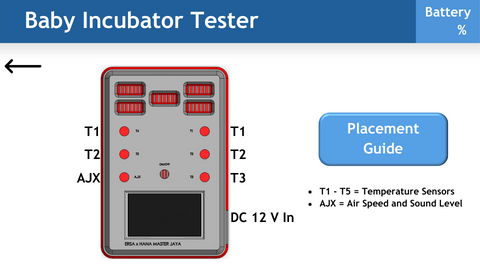 Baby Incubator Tester
Battery
%
T1
T1
T2
T2
AJX
T3
ON/OFF
DC 12 V In
ERSA x HANA MASTER JAYA
Placement
Guide
• T1 - T5 = Temperature Sensors
• AJX = Air Speed and Sound Level